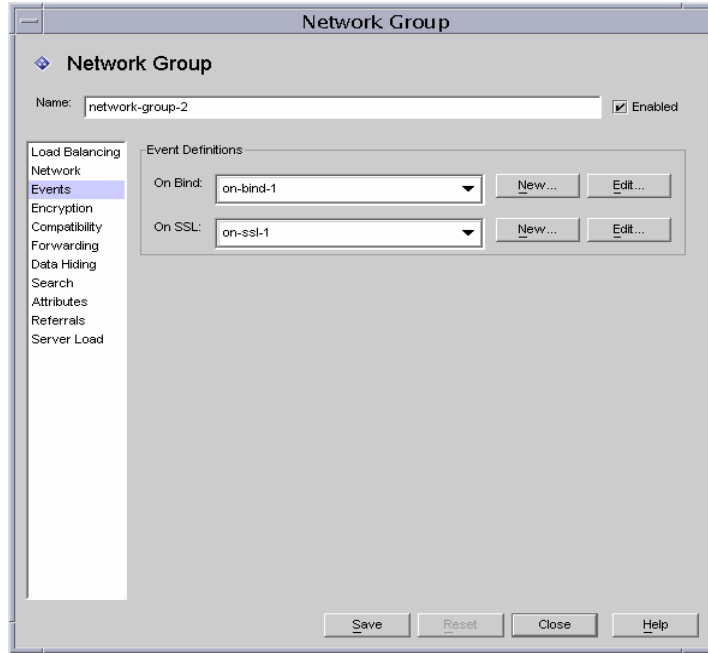 Network Group
Network Group
Name: network-group-2 Enabled
Load Balancing
Network
Events
Encryption
Compatibility
Forwarding
Data Hiding
Search
Attributes
Referrals
Server Load
Event Definitions
On Bind: on-bind-1 New... Edit...
On SSL: on-ssl-1 New... Edit...
Save Reset Close Help